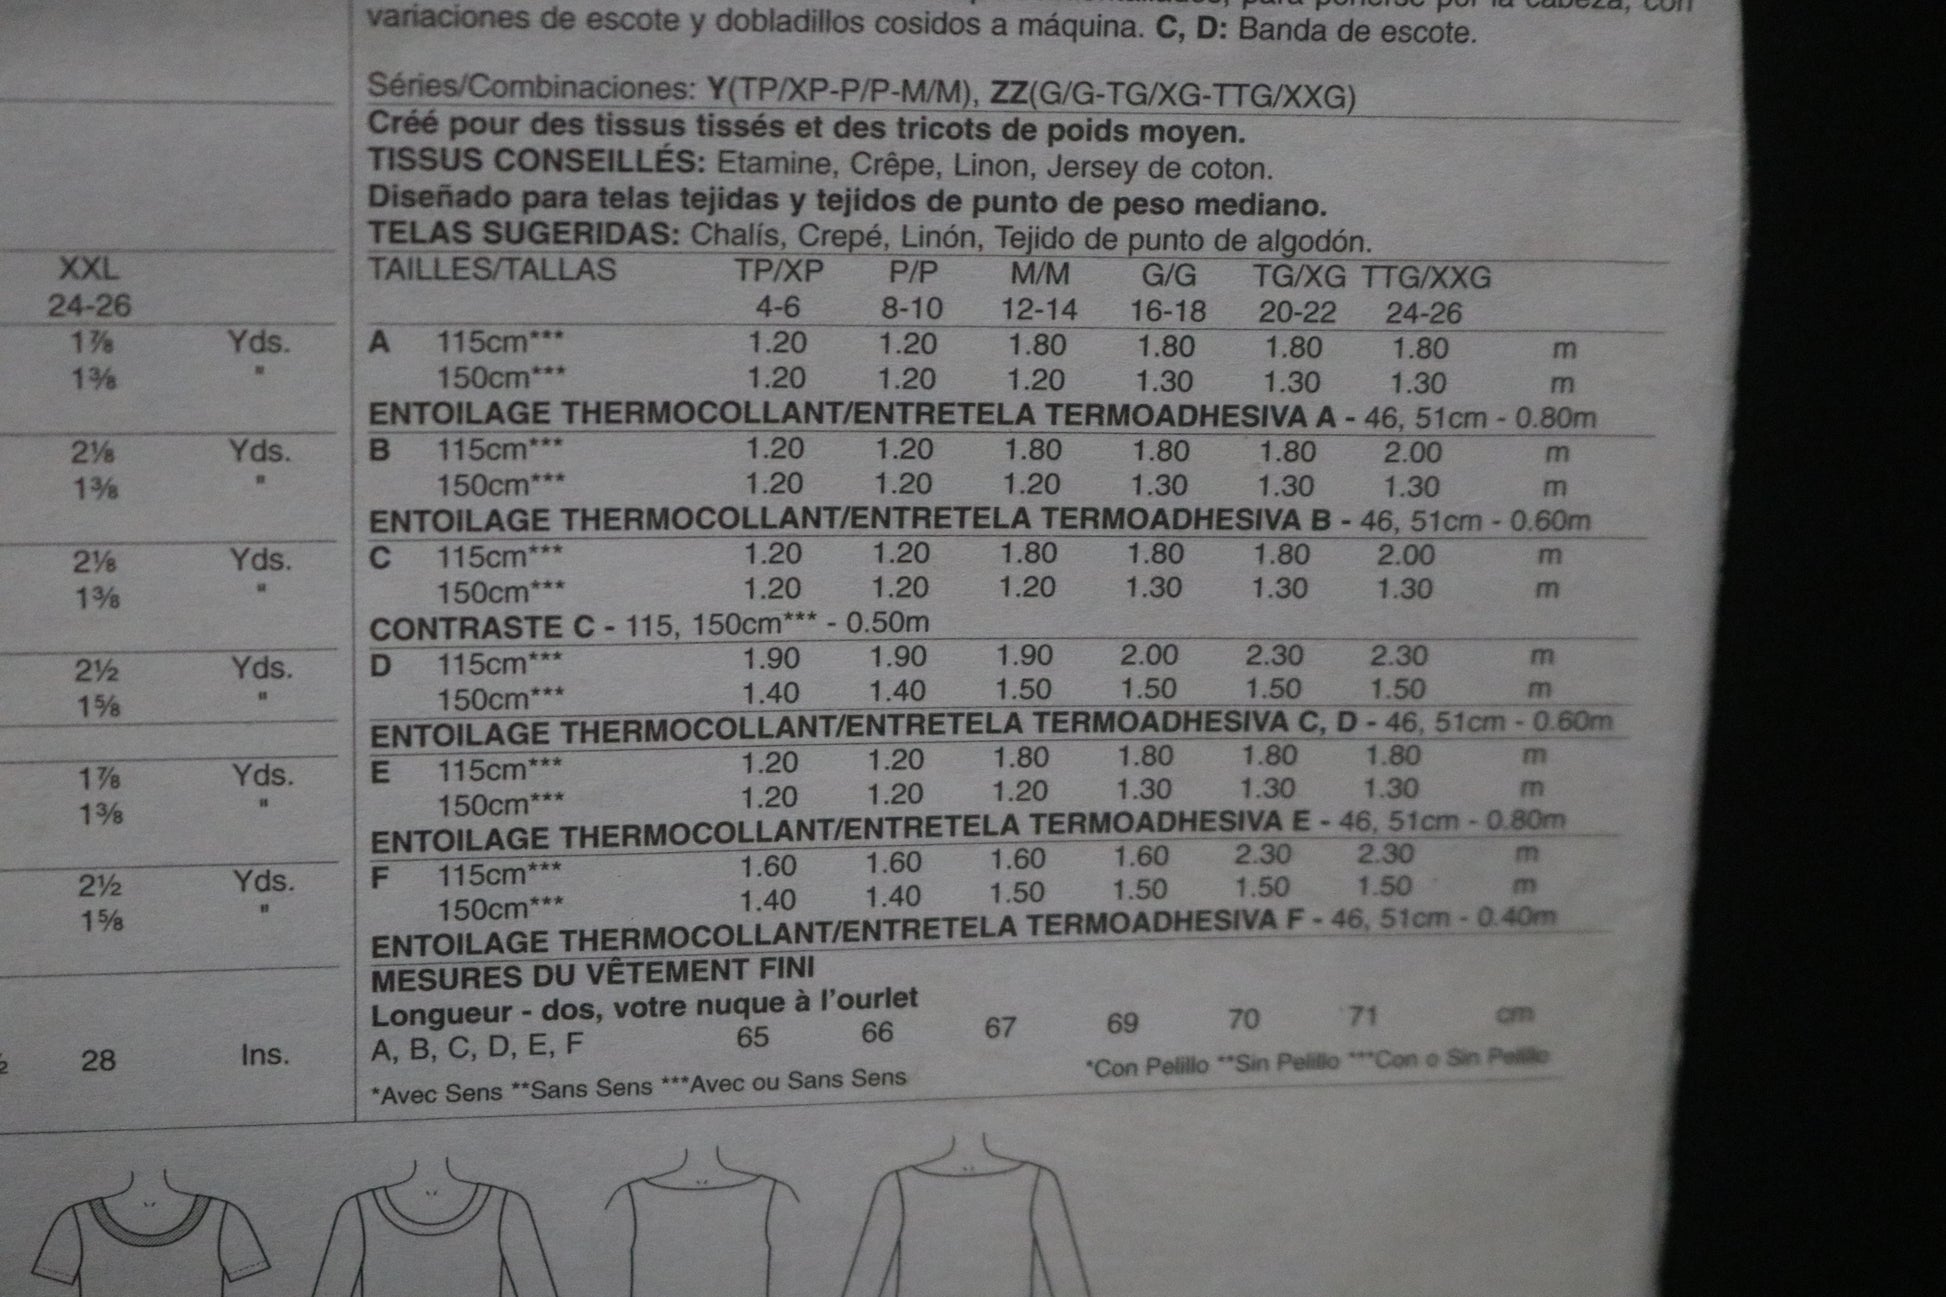 variaciones de escote y dobladillos cosidos a máquina. C, D: Banda de escote.
Séries/Combinaciones: Y(TP/XP-P/P-M/M), ZZ(G/G-TG/XG-TTG/XXG)
Créé pour des tissus tissés et des tricots de poids moyen.
TISSUS CONSEILLÉS: Etamine, Crêpe, Linon, Jersey de coton.
Diseñado para telas tejidas y tejidos de punto de peso mediano.
TELAS SUGERIDAS: Chalís, Crepé, Linón, Tejido de punto de algodón.
XXL
24-26
1⅞ Yds.
1⅜ "
2⅛ Yds.
1⅜ "
2⅛ Yds.
1⅜ "
2½ Yds.
1⅝ "
1⅞ Yds.
1⅜ "
2½ Yds.
1⅝ "
28 Ins.
TAILLES/TALLAS TP/XP P/P M/M G/G TG/XG TTG/XXG
4-6 8-10 12-14 16-18 20-22 24-26
A 115cm*** 1.20 1.20 1.80 1.80 1.80 1.80 m
150cm*** 1.20 1.20 1.20 1.30 1.30 1.30 m
ENTOILAGE THERMOCOLLANT/ENTRETELA TERMOADHESIVA A - 46, 51cm - 0.80m
B 115cm*** 1.20 1.20 1.80 1.80 1.80 2.00 m
150cm*** 1.20 1.20 1.20 1.30 1.30 1.30 m
ENTOILAGE THERMOCOLLANT/ENTRETELA TERMOADHESIVA B - 46, 51cm - 0.60m
C 115cm*** 1.20 1.20 1.80 1.80 1.80 2.00 m
150cm*** 1.20 1.20 1.20 1.30 1.30 1.30 m
CONTRASTE C - 115, 150cm*** - 0.50m
D 115cm*** 1.90 1.90 1.90 2.00 2.30 2.30 m
150cm*** 1.40 1.40 1.50 1.50 1.50 1.50 m
ENTOILAGE THERMOCOLLANT/ENTRETELA TERMOADHESIVA C, D - 46, 51cm - 0.60m
E 115cm*** 1.20 1.20 1.80 1.80 1.80 1.80 m
150cm*** 1.20 1.20 1.20 1.30 1.30 1.30 m
ENTOILAGE THERMOCOLLANT/ENTRETELA TERMOADHESIVA E - 46, 51cm - 0.80m
F 115cm*** 1.60 1.60 1.60 1.60 2.30 2.30 m
150cm*** 1.40 1.40 1.50 1.50 1.50 1.50 m
ENTOILAGE THERMOCOLLANT/ENTRETELA TERMOADHESIVA F - 46, 51cm - 0.40m
MESURES DU VÊTEMENT FINI
Longueur - dos, votre nuque à l'ourlet
A, B, C, D, E, F 65 66 67 69 70 71 cm
*Avec Sens **Sans Sens ***Avec ou Sans Sens *Con Pelillo **Sin Pelillo ***Con o Sin Pelillo